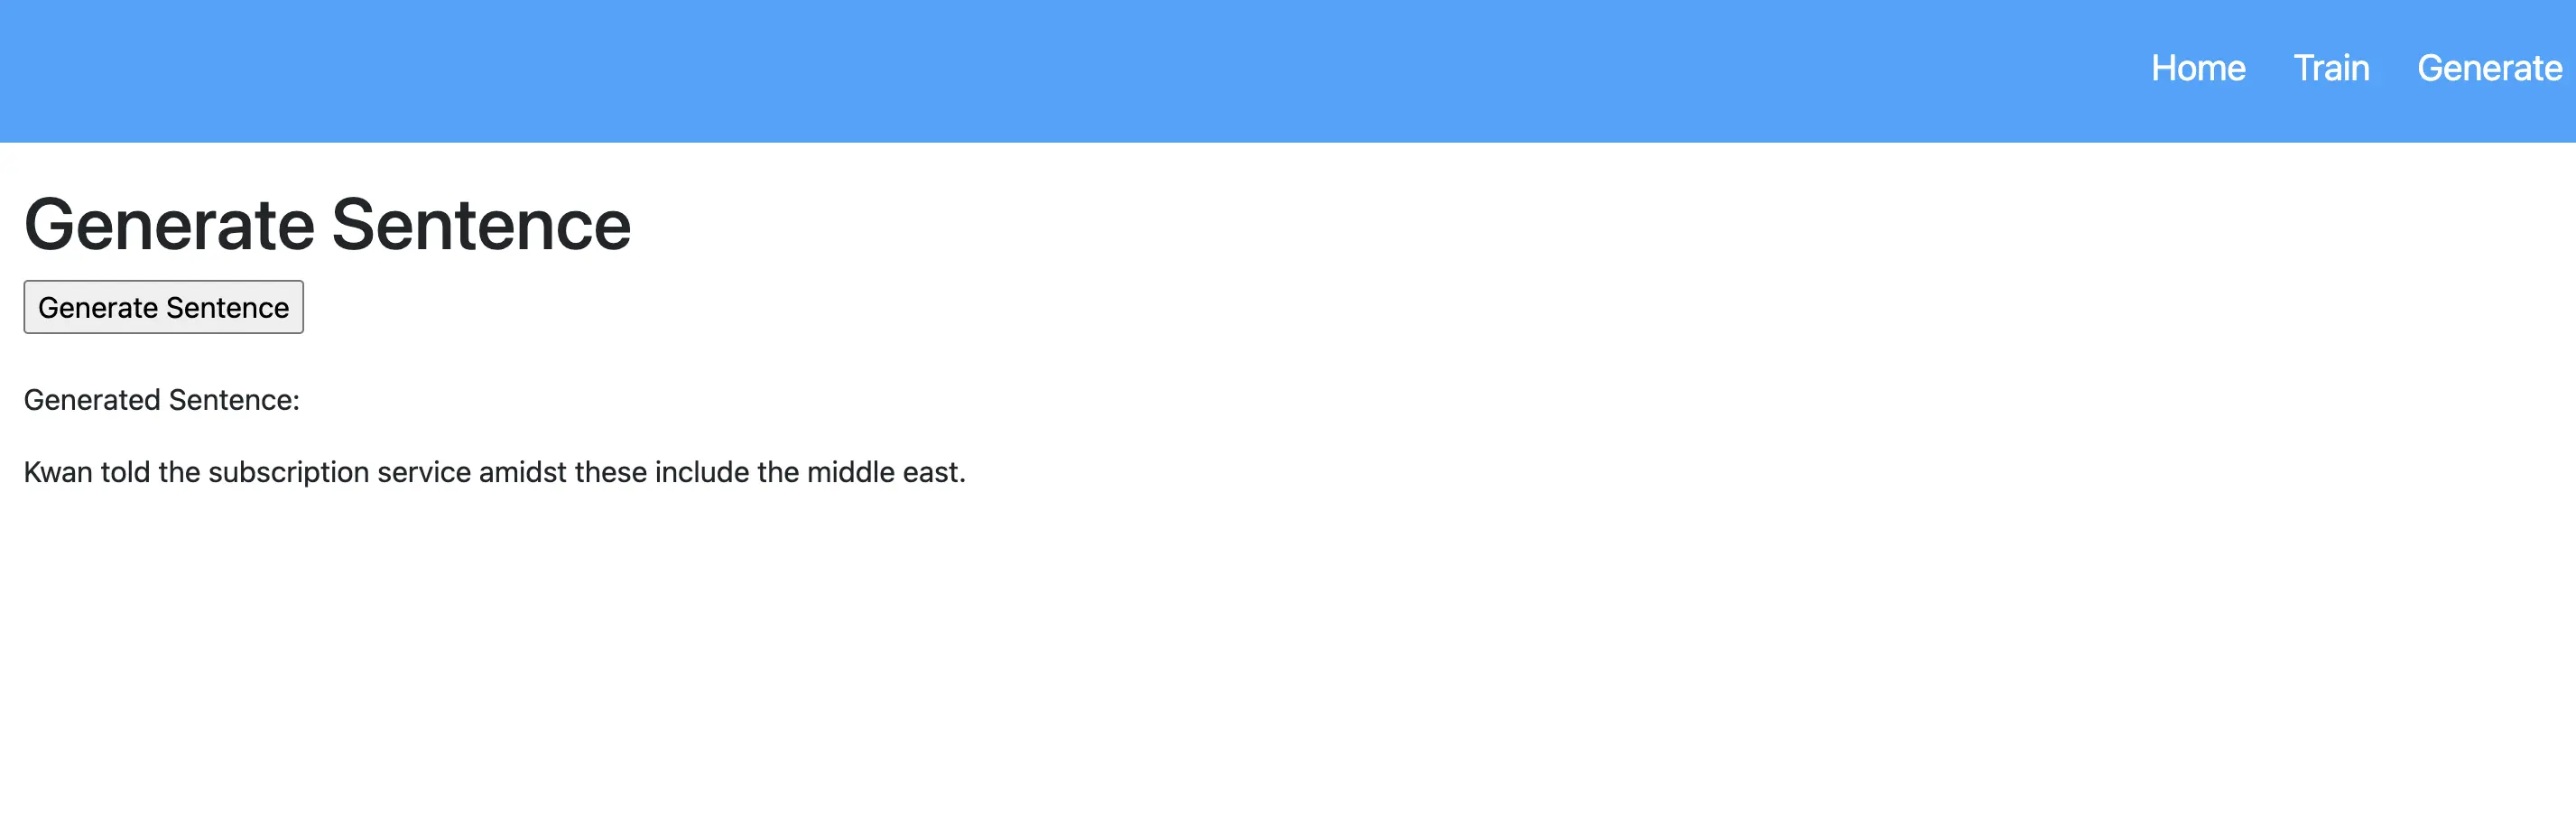 Home Train Generate
Generate Sentence
Generate Sentence
Generated Sentence:
Kwan told the subscription service amidst these include the middle east.